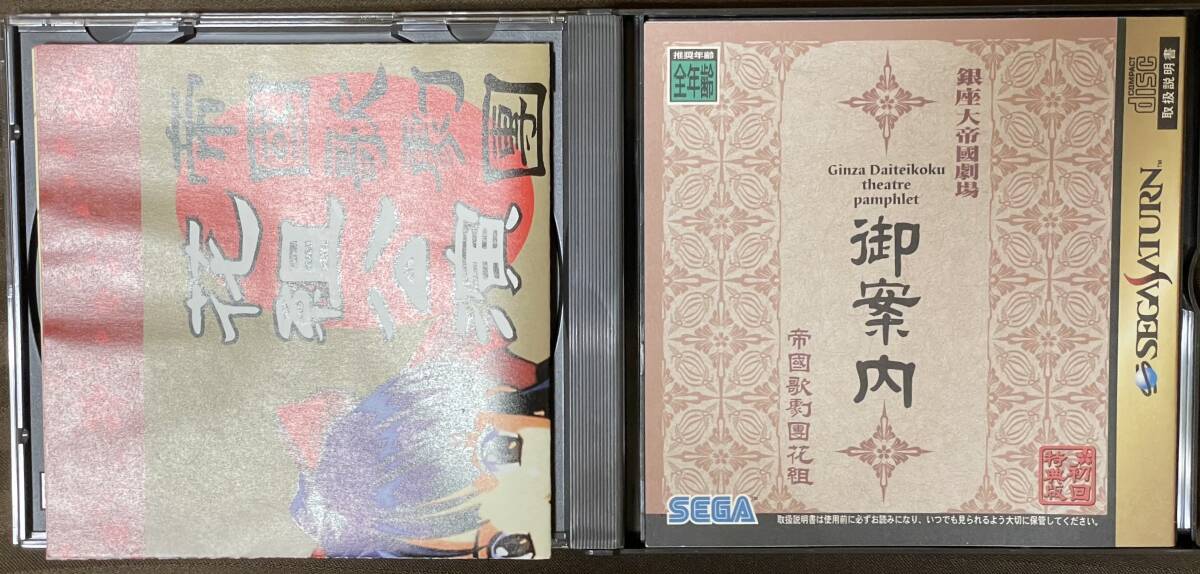 帝國歌劇團
花組公演
推奨年齢
全年齢
銀座大帝國劇場
Ginza Daiteikoku
theatre
pamphlet
御案内
帝國歌劇團花組
初回
特典版
SEGA
取扱説明書は使用前に必ずお読みになり、いつでも見られるよう大切に保管してください。
COMPACT
disc
取扱説明書
SEGA SATURN™